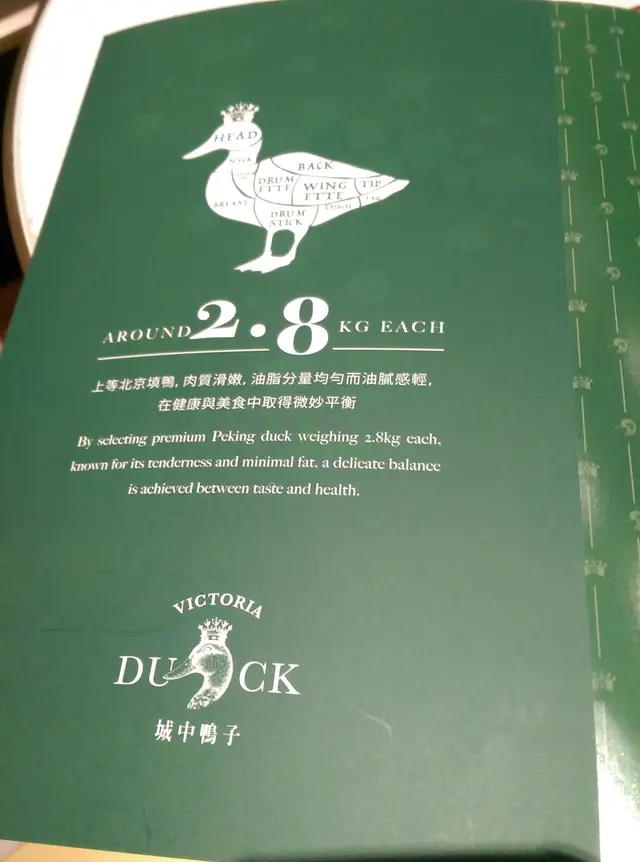 HEAD
NECK
BACK
DRUM
ETTE
WING
ETTE
TIP
BREAST
THIGH
TAIL
DRUM
STICK
AROUND 2.8 KG EACH
上等北京填鴨, 肉質滑嫩, 油脂分量均勻而油膩感輕,
在健康與美食中取得微妙平衡
By selecting premium Peking duck weighing 2.8kg each,
known for its tenderness and minimal fat, a delicate balance
is achieved between taste and health.
VICTORIA
DUCK
城中鴨子